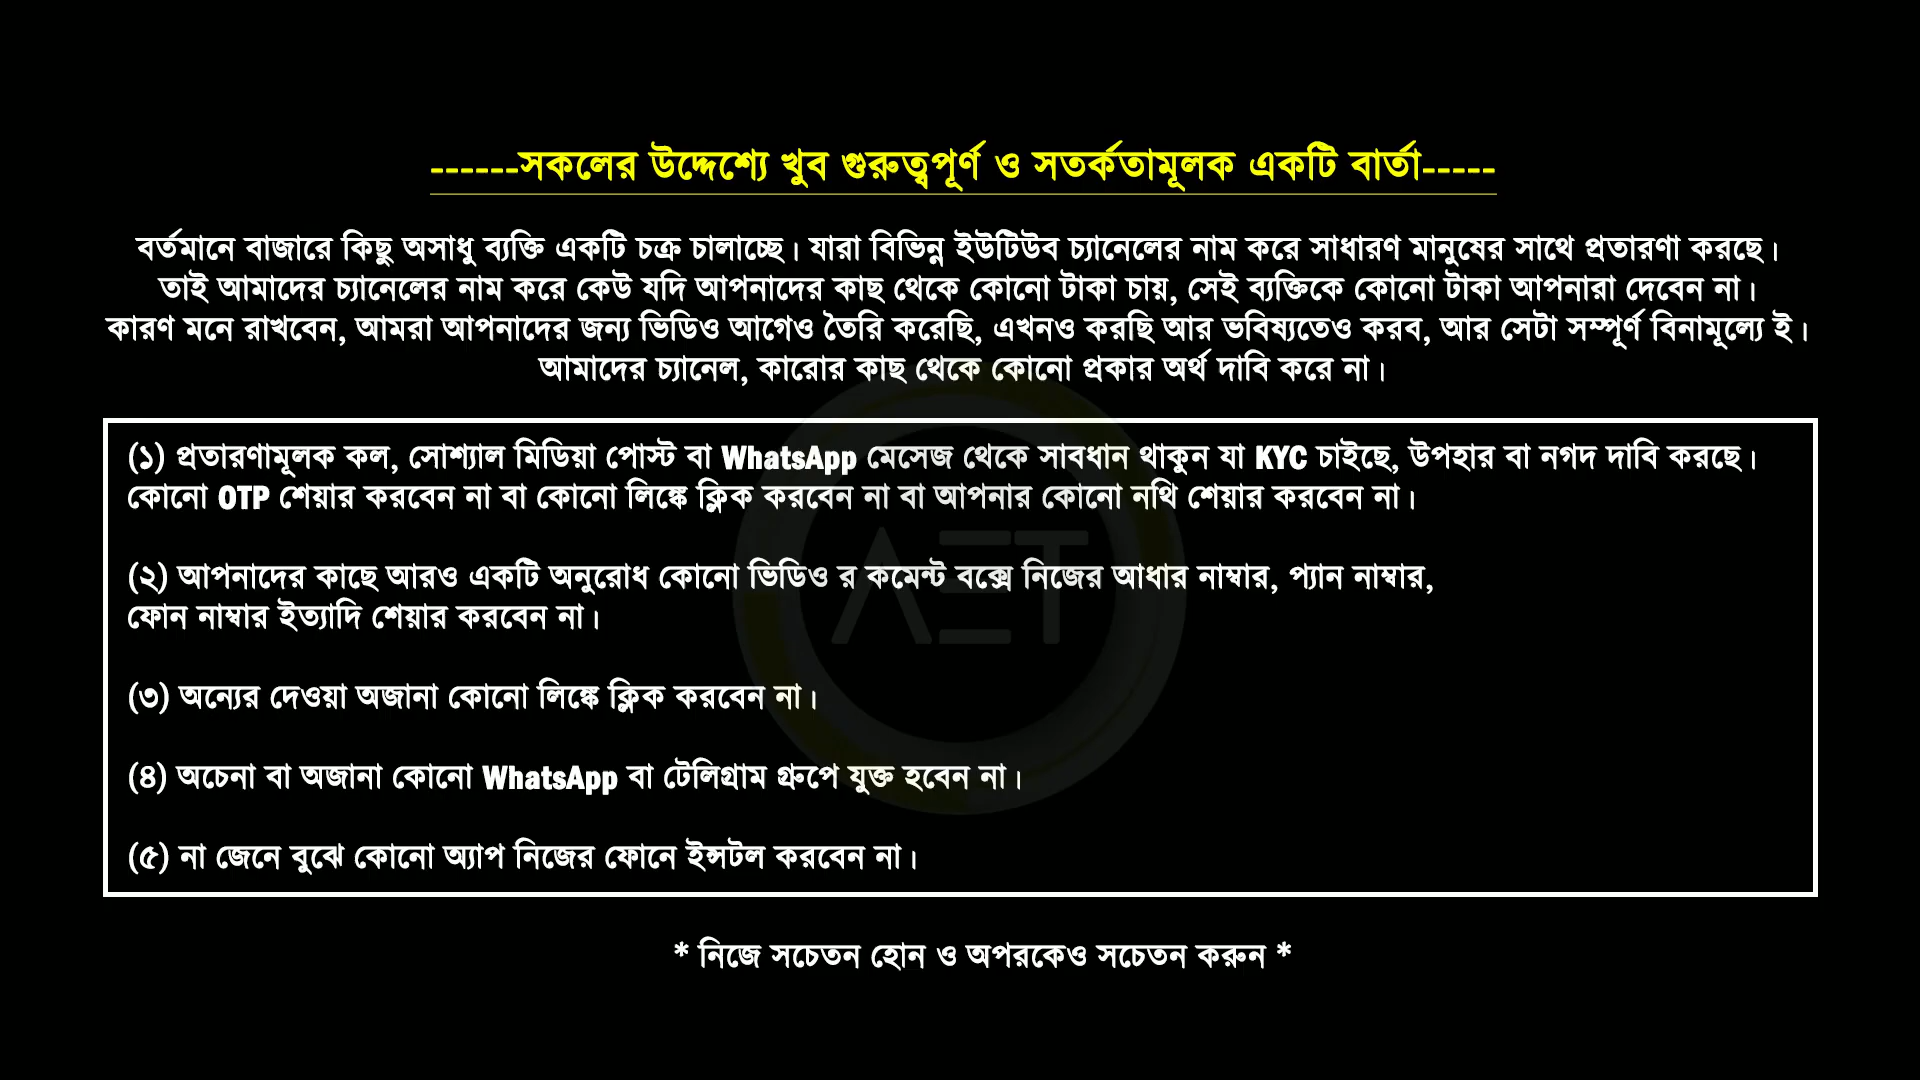 ------সকলের উদ্দেশ্যে খুব গুরুত্বপূর্ণ ও সতর্কতামূলক একটি বার্তা-----
বর্তমানে বাজারে কিছু অসাধু ব্যক্তি একটি চক্র চালাচ্ছে। যারা বিভিন্ন ইউটিউব চ্যানেলের নাম করে সাধারণ মানুষের সাথে প্রতারণা করছে।
তাই আমাদের চ্যানেলের নাম করে কেউ যদি আপনাদের কাছ থেকে কোনো টাকা চায়, সেই ব্যক্তিকে কোনো টাকা আপনারা দেবেন না।
কারণ মনে রাখবেন, আমরা আপনাদের জন্য ভিডিও আগেও তৈরি করেছি, এখনও করছি আর ভবিষ্যতেও করব, আর সেটা সম্পূর্ণ বিনামূল্যে ই।
আমাদের চ্যানেল, কারোর কাছ থেকে কোনো প্রকার অর্থ দাবি করে না।
(১) প্রতারণামূলক কল, সোশ্যাল মিডিয়া পোস্ট বা WhatsApp মেসেজ থেকে সাবধান থাকুন যা KYC চাইছে, উপহার বা নগদ দাবি করছে।
কোনো OTP শেয়ার করবেন না বা কোনো লিঙ্কে ক্লিক করবেন না বা আপনার কোনো নথি শেয়ার করবেন না।
(২) আপনাদের কাছে আরও একটি অনুরোধ কোনো ভিডিও র কমেন্ট বক্সে নিজের আধার নাম্বার, প্যান নাম্বার,
ফোন নাম্বার ইত্যাদি শেয়ার করবেন না।
AET
(৩) অন্যের দেওয়া অজানা কোনো লিঙ্কে ক্লিক করবেন না।
(৪) অচেনা বা অজানা কোনো WhatsApp বা টেলিগ্রাম গ্রুপে যুক্ত হবেন না।
(৫) না জেনে বুঝে কোনো অ্যাপ নিজের ফোনে ইন্সটল করবেন না।
* নিজে সচেতন হোন ও অপরকেও সচেতন করুন *